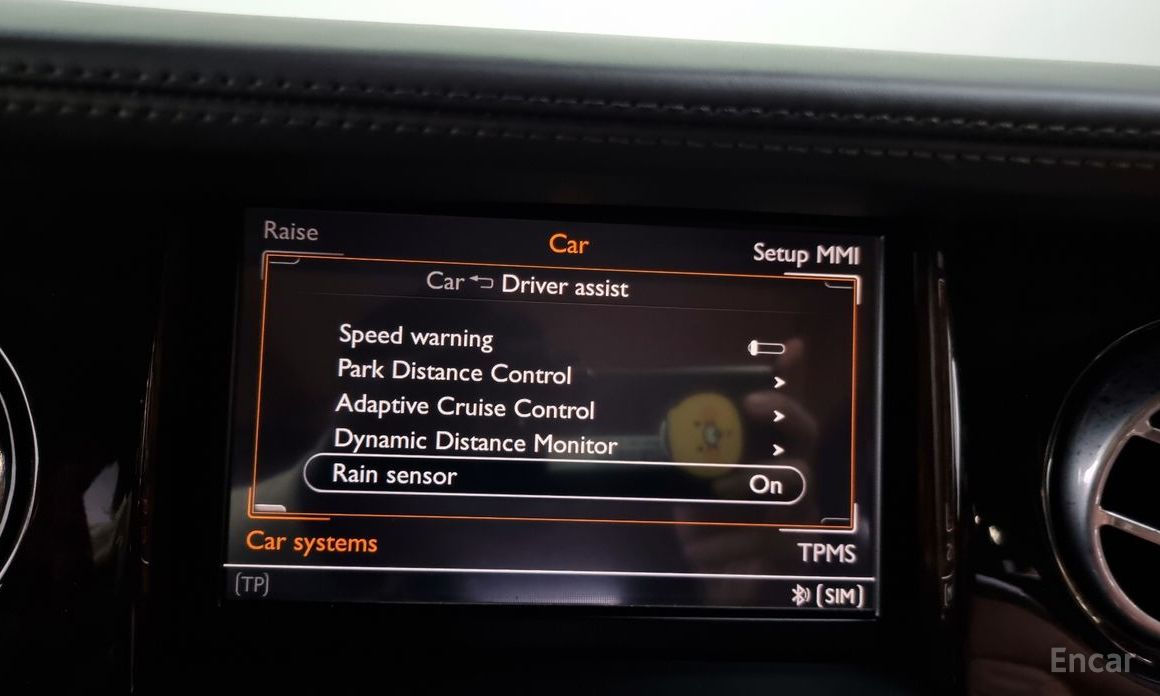 Raise
Car
Setup MMI
Car Driver assist
Speed warning
Park Distance Control
Adaptive Cruise Control
Dynamic Distance Monitor
Rain sensor On
Car systems
TPMS
(TP)
(SIM)
Encar